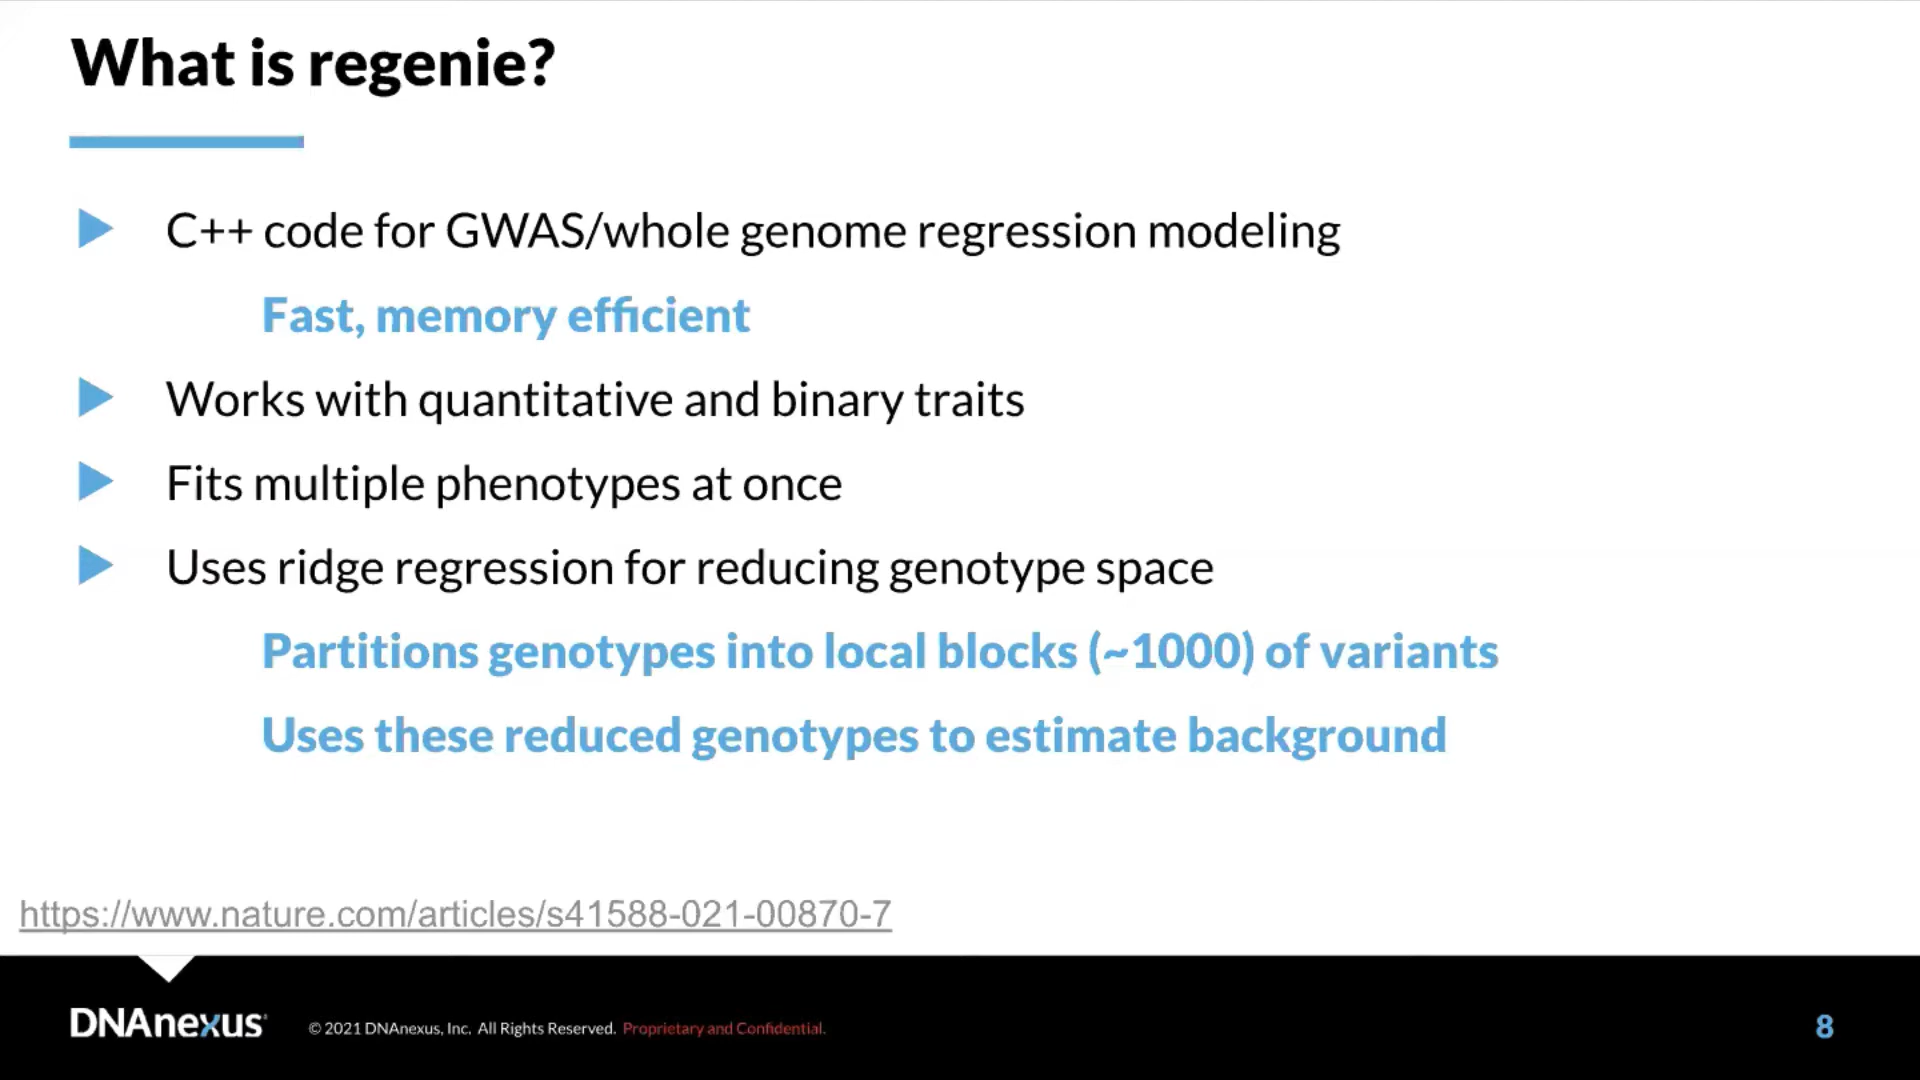 What is regenie?
C++ code for GWAS/whole genome regression modeling
Fast, memory efficient
Works with quantitative and binary traits
Fits multiple phenotypes at once
Uses ridge regression for reducing genotype space
Partitions genotypes into local blocks (~1000) of variants
Uses these reduced genotypes to estimate background
https://www.nature.com/articles/s41588-021-00870-7
DNAnexus © 2021 DNAnexus, Inc. All Rights Reserved. Proprietary and Confidential. 8